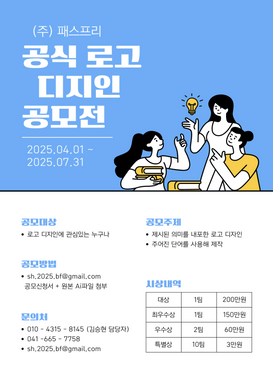 (주) 패스프리
공식 로고
디자인
공모전
2025.04.01 ~
2025.07.31
공모대상
• 로고 디자인에 관심있는 누구나
공모방법
• sh.2025.bf@gmail.com
공모신청서 + 원본 Ai파일 첨부
문의처
• 010 - 4315 - 8145 (김승현 담당자)
• 041 -665 - 7758
• sh.2025.bf@gmail.com
공모주제
• 제시된 의미를 내포한 로고 디자인
• 주어진 단어를 사용해 제작
시상내역
대상 1팀 200만원
최우수상 1팀 150만원
우수상 2팀 60만원
특별상 10팀 3만원